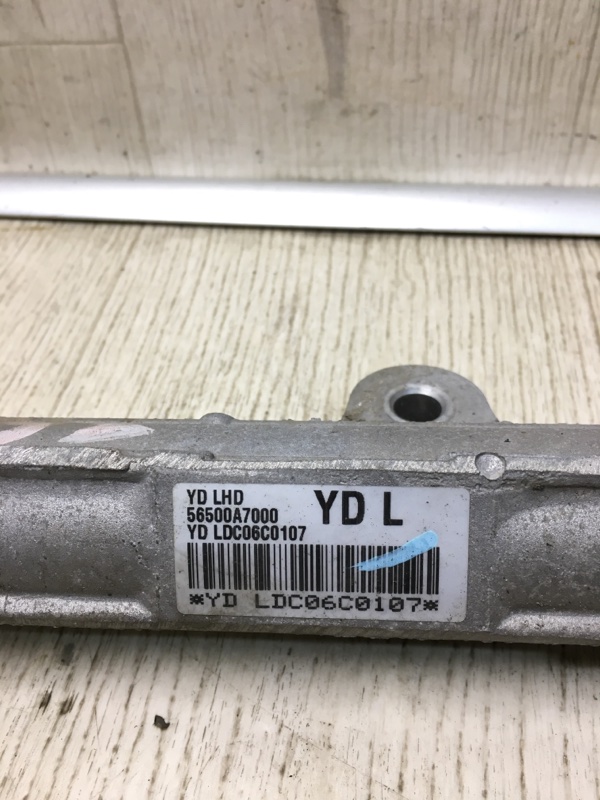 YD LHD
YD L
56500A7000
YD LDC06C0107
*YD LDC06C0107*